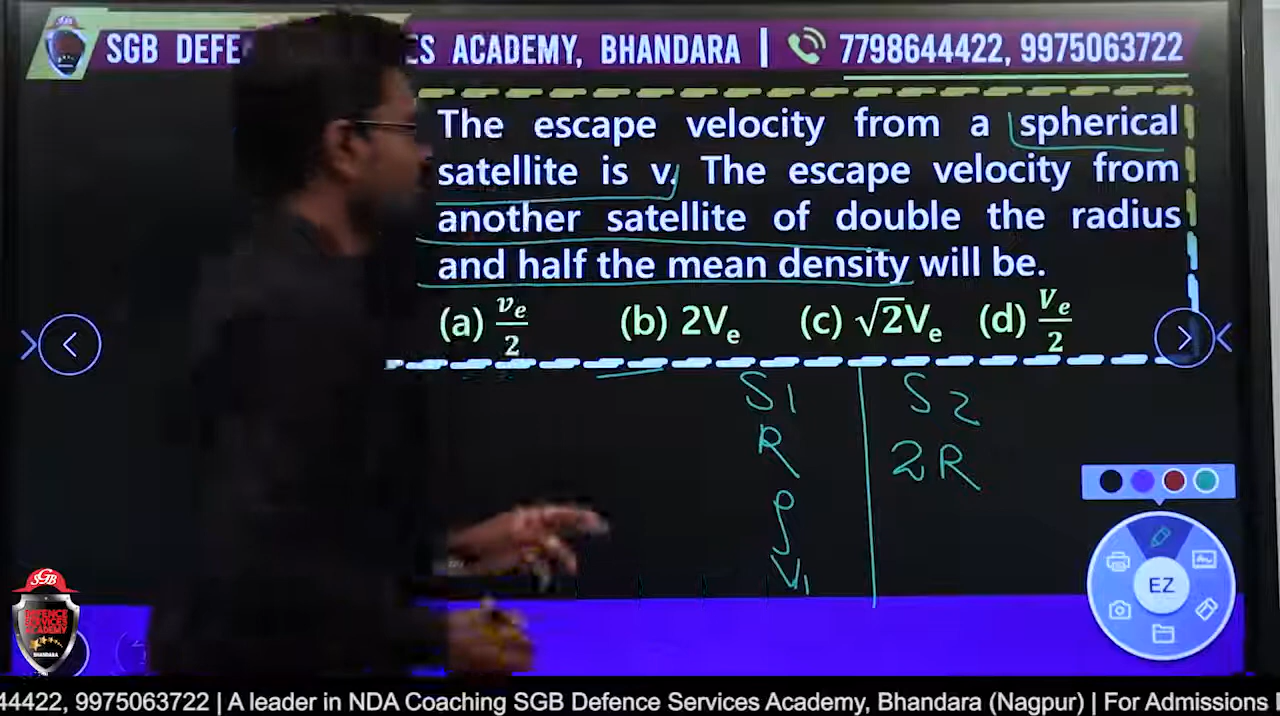 SGB DEFE ES ACADEMY, BHANDARA | 7798644422, 9975063722
The escape velocity from a spherical
satellite is v. The escape velocity from
another satellite of double the radius
and half the mean density will be.
(a) vₑ/2 (b) 2Vₑ (c) √2Vₑ (d) Vₑ/2
S1 S2
R 2R
ρ
V1
EZ
SGB
DEFENCE
SERVICES
ACADEMY
BHANDARA
44422, 9975063722 | A leader in NDA Coaching SGB Defence Services Academy, Bhandara (Nagpur) | For Admissions